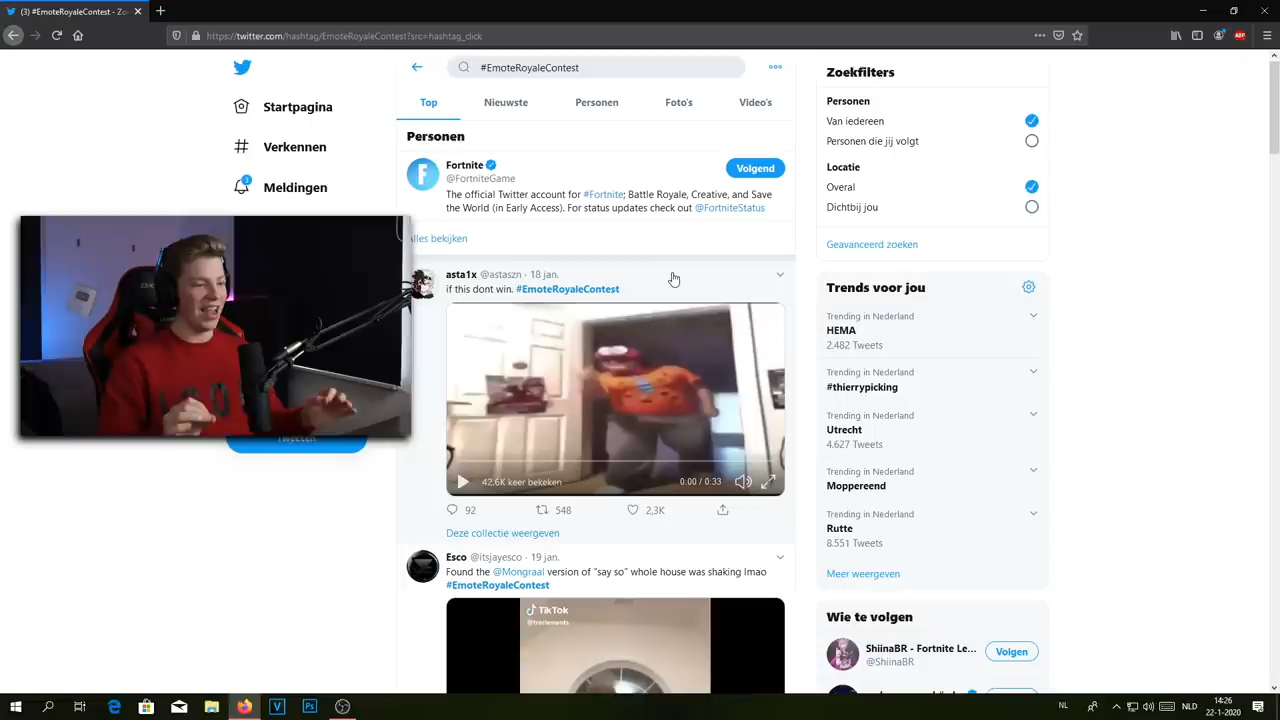 (3) #EmoteRoyaleContest - Zo
https://twitter.com/hashtag/EmoteRoyaleContest?src=hashtag_click
ABP
#EmoteRoyaleContest
Startpagina
Verkennen
3
Meldingen
Tweeten
Top
Nieuwste
Personen
Foto's
Video's
Personen
Fortnite
Volgend
@FortniteGame
The official Twitter account for #Fortnite; Battle Royale, Creative, and Save
the World (in Early Access). For status updates check out @FortniteStatus
Alles bekijken
asta1x @astaszn · 18 jan.
if this dont win. #EmoteRoyaleContest
42,6K keer bekeken
0:00 / 0:33
92
548
2,3K
Deze collectie weergeven
Esco @itsjayesco · 19 jan.
Found the @Mongraal version of "say so" whole house was shaking lmao
#EmoteRoyaleContest
TikTok
Zoekfilters
Personen
Van iedereen
Personen die jij volgt
Locatie
Overal
Dichtbij jou
Geavanceerd zoeken
Trends voor jou
Trending in Nederland
HEMA
2.482 Tweets
Trending in Nederland
#thierrypicking
Trending in Nederland
Utrecht
4.627 Tweets
Trending in Nederland
Moppereend
Trending in Nederland
Rutte
8.551 Tweets
Meer weergeven
Wie te volgen
ShiinaBR - Fortnite Le...
@ShiinaBR
Volgen
NL
NLD
14:26
22-1-2020